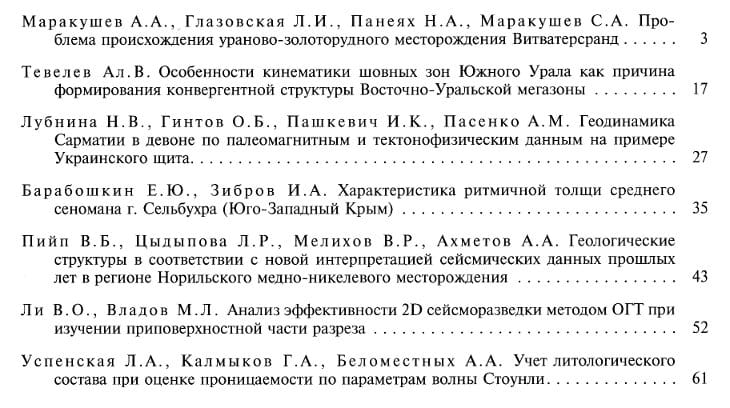 Маракушев А.А., Глазовская Л.И., Панеях Н.А., Маракушев С.А. Про-
блема происхождения ураново-золоторудного месторождения Витватерсранд . . . . . . 3
Тевелев Ал.В. Особенности кинематики шовных зон Южного Урала как причина
формирования конвергентной структуры Восточно-Уральской мегазоны . . . . . . . . . . 17
Лубнина Н.В., Гинтов О.Б., Пашкевич И.К., Пасенко А.М. Геодинамика
Сарматии в девоне по палеомагнитным и тектонофизическим данным на примере
Украинского щита. . . . . . . . . . . . . . . . . . . . . . . . . . . . . . . . . . . . . . . . . . . . . . 27
Барабошкин Е.Ю., Зибров И.А. Характеристика ритмичной толщи среднего
сеномана г. Сельбухра (Юго-Западный Крым) . . . . . . . . . . . . . . . . . . . . . . . . . . 35
Пийп В.Б., Цыдыпова Л.Р., Мелихов В.Р., Ахметов А.А. Геологические
структуры в соответствии с новой интерпретацией сейсмических данных прошлых
лет в регионе Норильского медно-никелевого месторождения . . . . . . . . . . . . . . . 43
Ли В.О., Владов М.Л. Анализ эффективности 2D сейсморазведки методом ОГТ при
изучении приповерхностной части разреза . . . . . . . . . . . . . . . . . . . . . . . . . . . . . 52
Успенская Л.А., Калмыков Г.А., Беломестных А.А. Учет литологического
состава при оценке проницаемости по параметрам волны Стоунли. . . . . . . . . . . . . 61